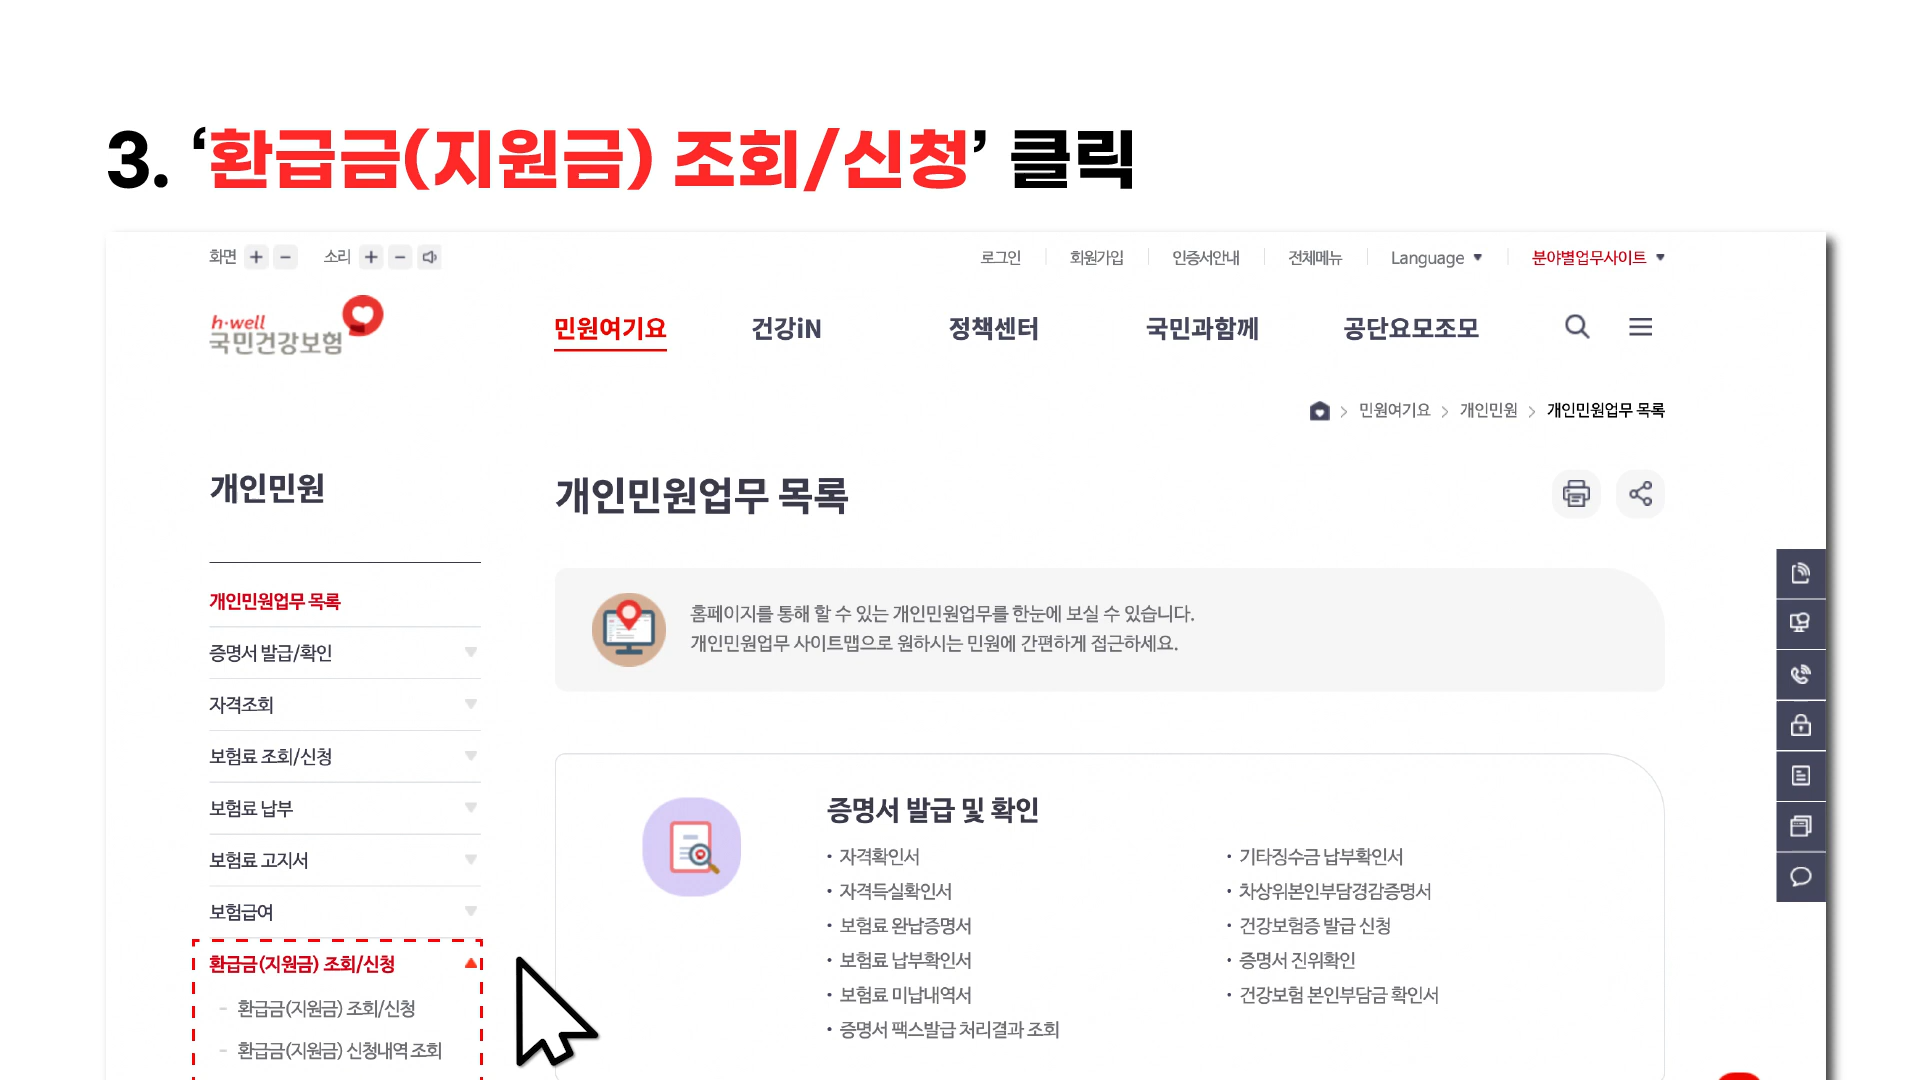 3. ‘환급금(지원금) 조회/신청’ 클릭
화면 + − 소리 + −
로그인 회원가입 인증서안내 전체메뉴 Language ▼ 분야별업무사이트 ▼
h·well
국민건강보험
민원여기요 건강iN 정책센터 국민과함께 공단요모조모
> 민원여기요 > 개인민원 > 개인민원업무 목록
개인민원
개인민원업무 목록
개인민원업무 목록
증명서 발급/확인
자격조회
보험료 조회/신청
보험료 납부
보험료 고지서
보험급여
환급금(지원금) 조회/신청
- 환급금(지원금) 조회/신청
- 환급금(지원금) 신청내역 조회
홈페이지를 통해 할 수 있는 개인민원업무를 한눈에 보실 수 있습니다.
개인민원업무 사이트맵으로 원하시는 민원에 간편하게 접근하세요.
증명서 발급 및 확인
· 자격확인서
· 자격득실확인서
· 보험료 완납증명서
· 보험료 납부확인서
· 보험료 미납내역서
· 증명서 팩스발급 처리결과 조회
· 기타징수금 납부확인서
· 차상위본인부담경감증명서
· 건강보험증 발급 신청
· 증명서 진위확인
· 건강보험 본인부담금 확인서